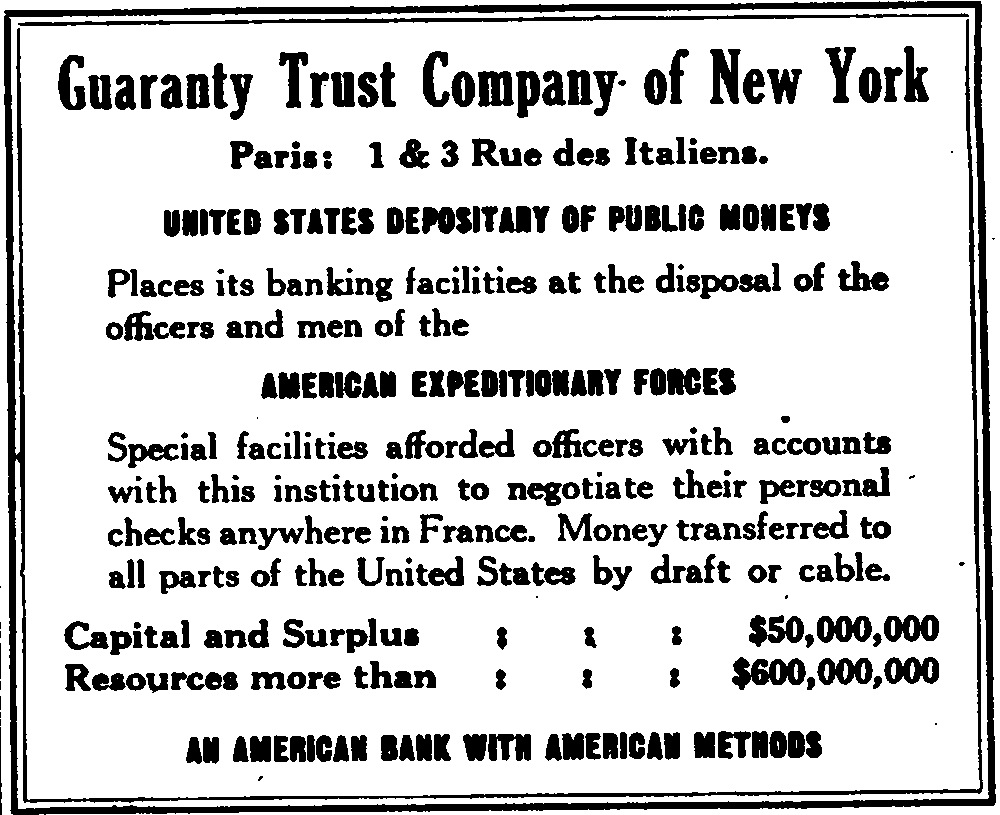 Guaranty Trust Company of New York
Paris: 1 & 3 Rue des Italiens.
UNITED STATES DEPOSITARY OF PUBLIC MONEYS
Places its banking facilities at the disposal of the
officers and men of the
AMERICAN EXPEDITIONARY FORCES
Special facilities afforded officers with accounts
with this institution to negotiate their personal
checks anywhere in France. Money transferred to
all parts of the United States by draft or cable.
Capital and Surplus : : : $50,000,000
Resources more than : : : $600,000,000
AN AMERICAN BANK WITH AMERICAN METHODS